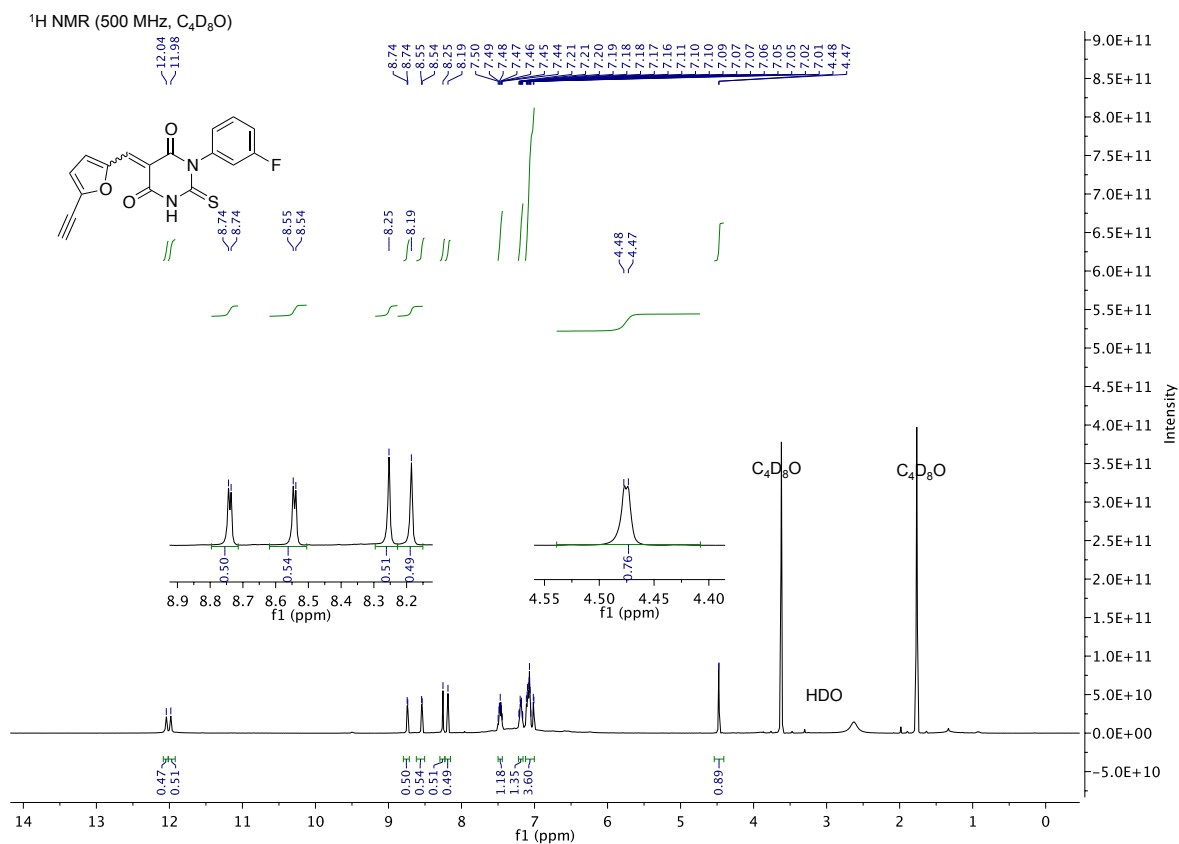 ¹H NMR (500 MHz, C₄D₈O)
12.04
11.98
8.74
8.74
8.55
8.54
8.25
8.19
7.50
7.49
7.48
7.47
7.46
7.45
7.44
7.21
7.21
7.20
7.19
7.18
7.18
7.17
7.16
7.11
7.10
7.10
7.09
7.07
7.07
7.06
7.05
7.05
7.02
7.01
4.48
4.47
O
N
F
O
O
N
H
S
8.74
8.74
8.55
8.54
8.25
8.19
4.48
4.47
0.50
0.54
0.51
0.49
8.9 8.8 8.7 8.6 8.5 8.4 8.3 8.2
f1 (ppm)
0.76
4.55 4.50 4.45 4.40
f1 (ppm)
C₄D₈O
C₄D₈O
HDO
0.47
0.51
0.50
0.54
0.51
0.49
1.18
1.35
3.60
0.89
14 13 12 11 10 9 8 7 6 5 4 3 2 1 0
f1 (ppm)
9.0E+11
8.5E+11
8.0E+11
7.5E+11
7.0E+11
6.5E+11
6.0E+11
5.5E+11
5.0E+11
4.5E+11
4.0E+11
3.5E+11
3.0E+11
2.5E+11
2.0E+11
1.5E+11
1.0E+11
5.0E+10
0.0E+00
-5.0E+10
Intensity